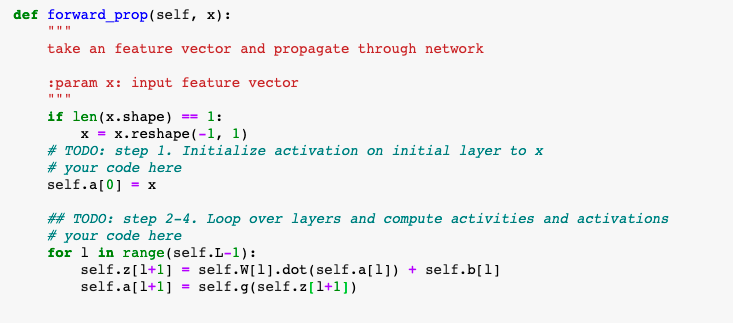 def forward_prop(self, x):
    """
    take an feature vector and propagate through network

    :param x: input feature vector
    """
    if len(x.shape) == 1:
        x = x.reshape(-1, 1)
    # TODO: step 1. Initialize activation on initial layer to x
    # your code here
    self.a[0] = x

    ## TODO: step 2-4. Loop over layers and compute activities and activations
    # your code here
    for l in range(self.L-1):
        self.z[l+1] = self.W[l].dot(self.a[l]) + self.b[l]
        self.a[l+1] = self.g(self.z[l+1])